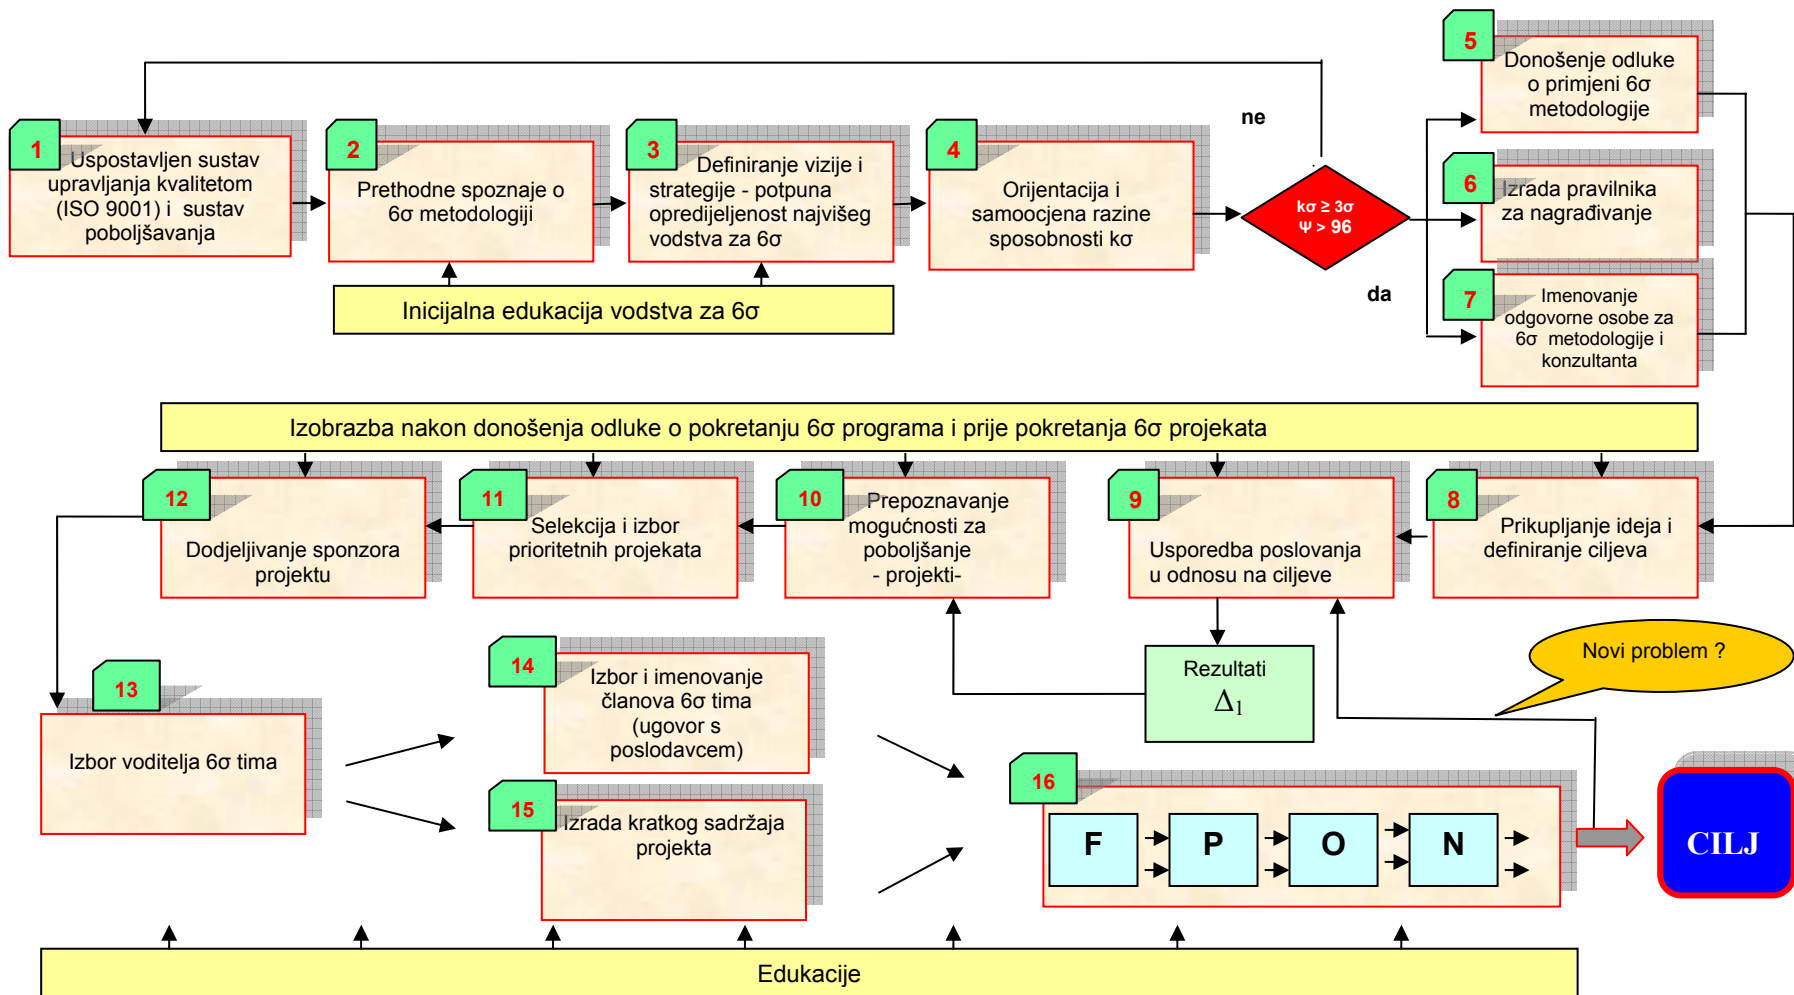 1
Uspostavljen sustav
upravljanja kvalitetom
(ISO 9001) i sustav
poboljšavanja
2
Prethodne spoznaje o
6σ metodologiji
3
Definiranje vizije i
strategije - potpuna
opredijeljenost najvišeg
vodstva za 6σ
4
Orijentacija i
samoocjena razine
sposobnosti kσ
ne
kσ ≥ 3σ
Ψ > 96
da
5
Donošenje odluke
o primjeni 6σ
metodologije
6
Izrada pravilnika
za nagrađivanje
7
Imenovanje
odgovorne osobe za
6σ metodologije i
konzultanta
Inicijalna edukacija vodstva za 6σ
Izobrazba nakon donošenja odluke o pokretanju 6σ programa i prije pokretanja 6σ projekata
12
Dodjeljivanje sponzora
projektu
11
Selekcija i izbor
prioritetnih projekata
10
Prepoznavanje
mogućnosti za
poboljšanje
- projekti-
9
Usporedba poslovanja
u odnosu na ciljeve
8
Prikupljanje ideja i
definiranje ciljeva
13
Izbor voditelja 6σ tima
14
Izbor i imenovanje
članova 6σ tima
(ugovor s
poslodavcem)
15
Izrada kratkog sadržaja
projekta
Rezultati
Δ1
Novi problem ?
16
F P O N
CILJ
Edukacije